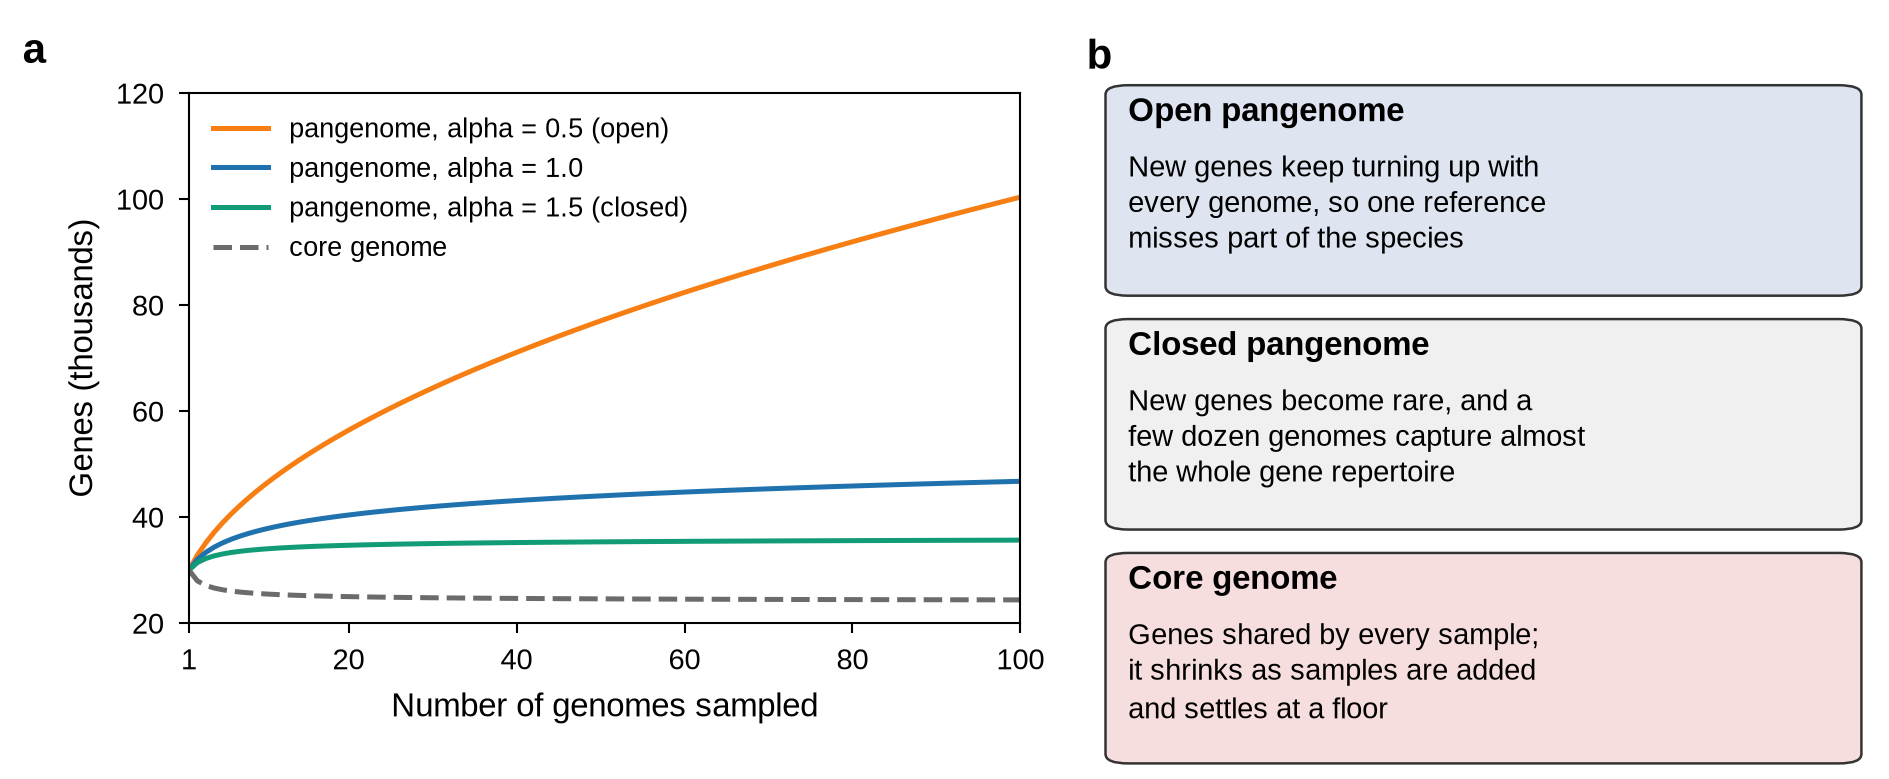 a
120
100
80
60
40
20
Genes (thousands)
pangenome, alpha = 0.5 (open)
pangenome, alpha = 1.0
pangenome, alpha = 1.5 (closed)
core genome
1
20
40
60
80
100
Number of genomes sampled
b
Open pangenome
New genes keep turning up with
every genome, so one reference
misses part of the species
Closed pangenome
New genes become rare, and a
few dozen genomes capture almost
the whole gene repertoire
Core genome
Genes shared by every sample;
it shrinks as samples are added
and settles at a floor